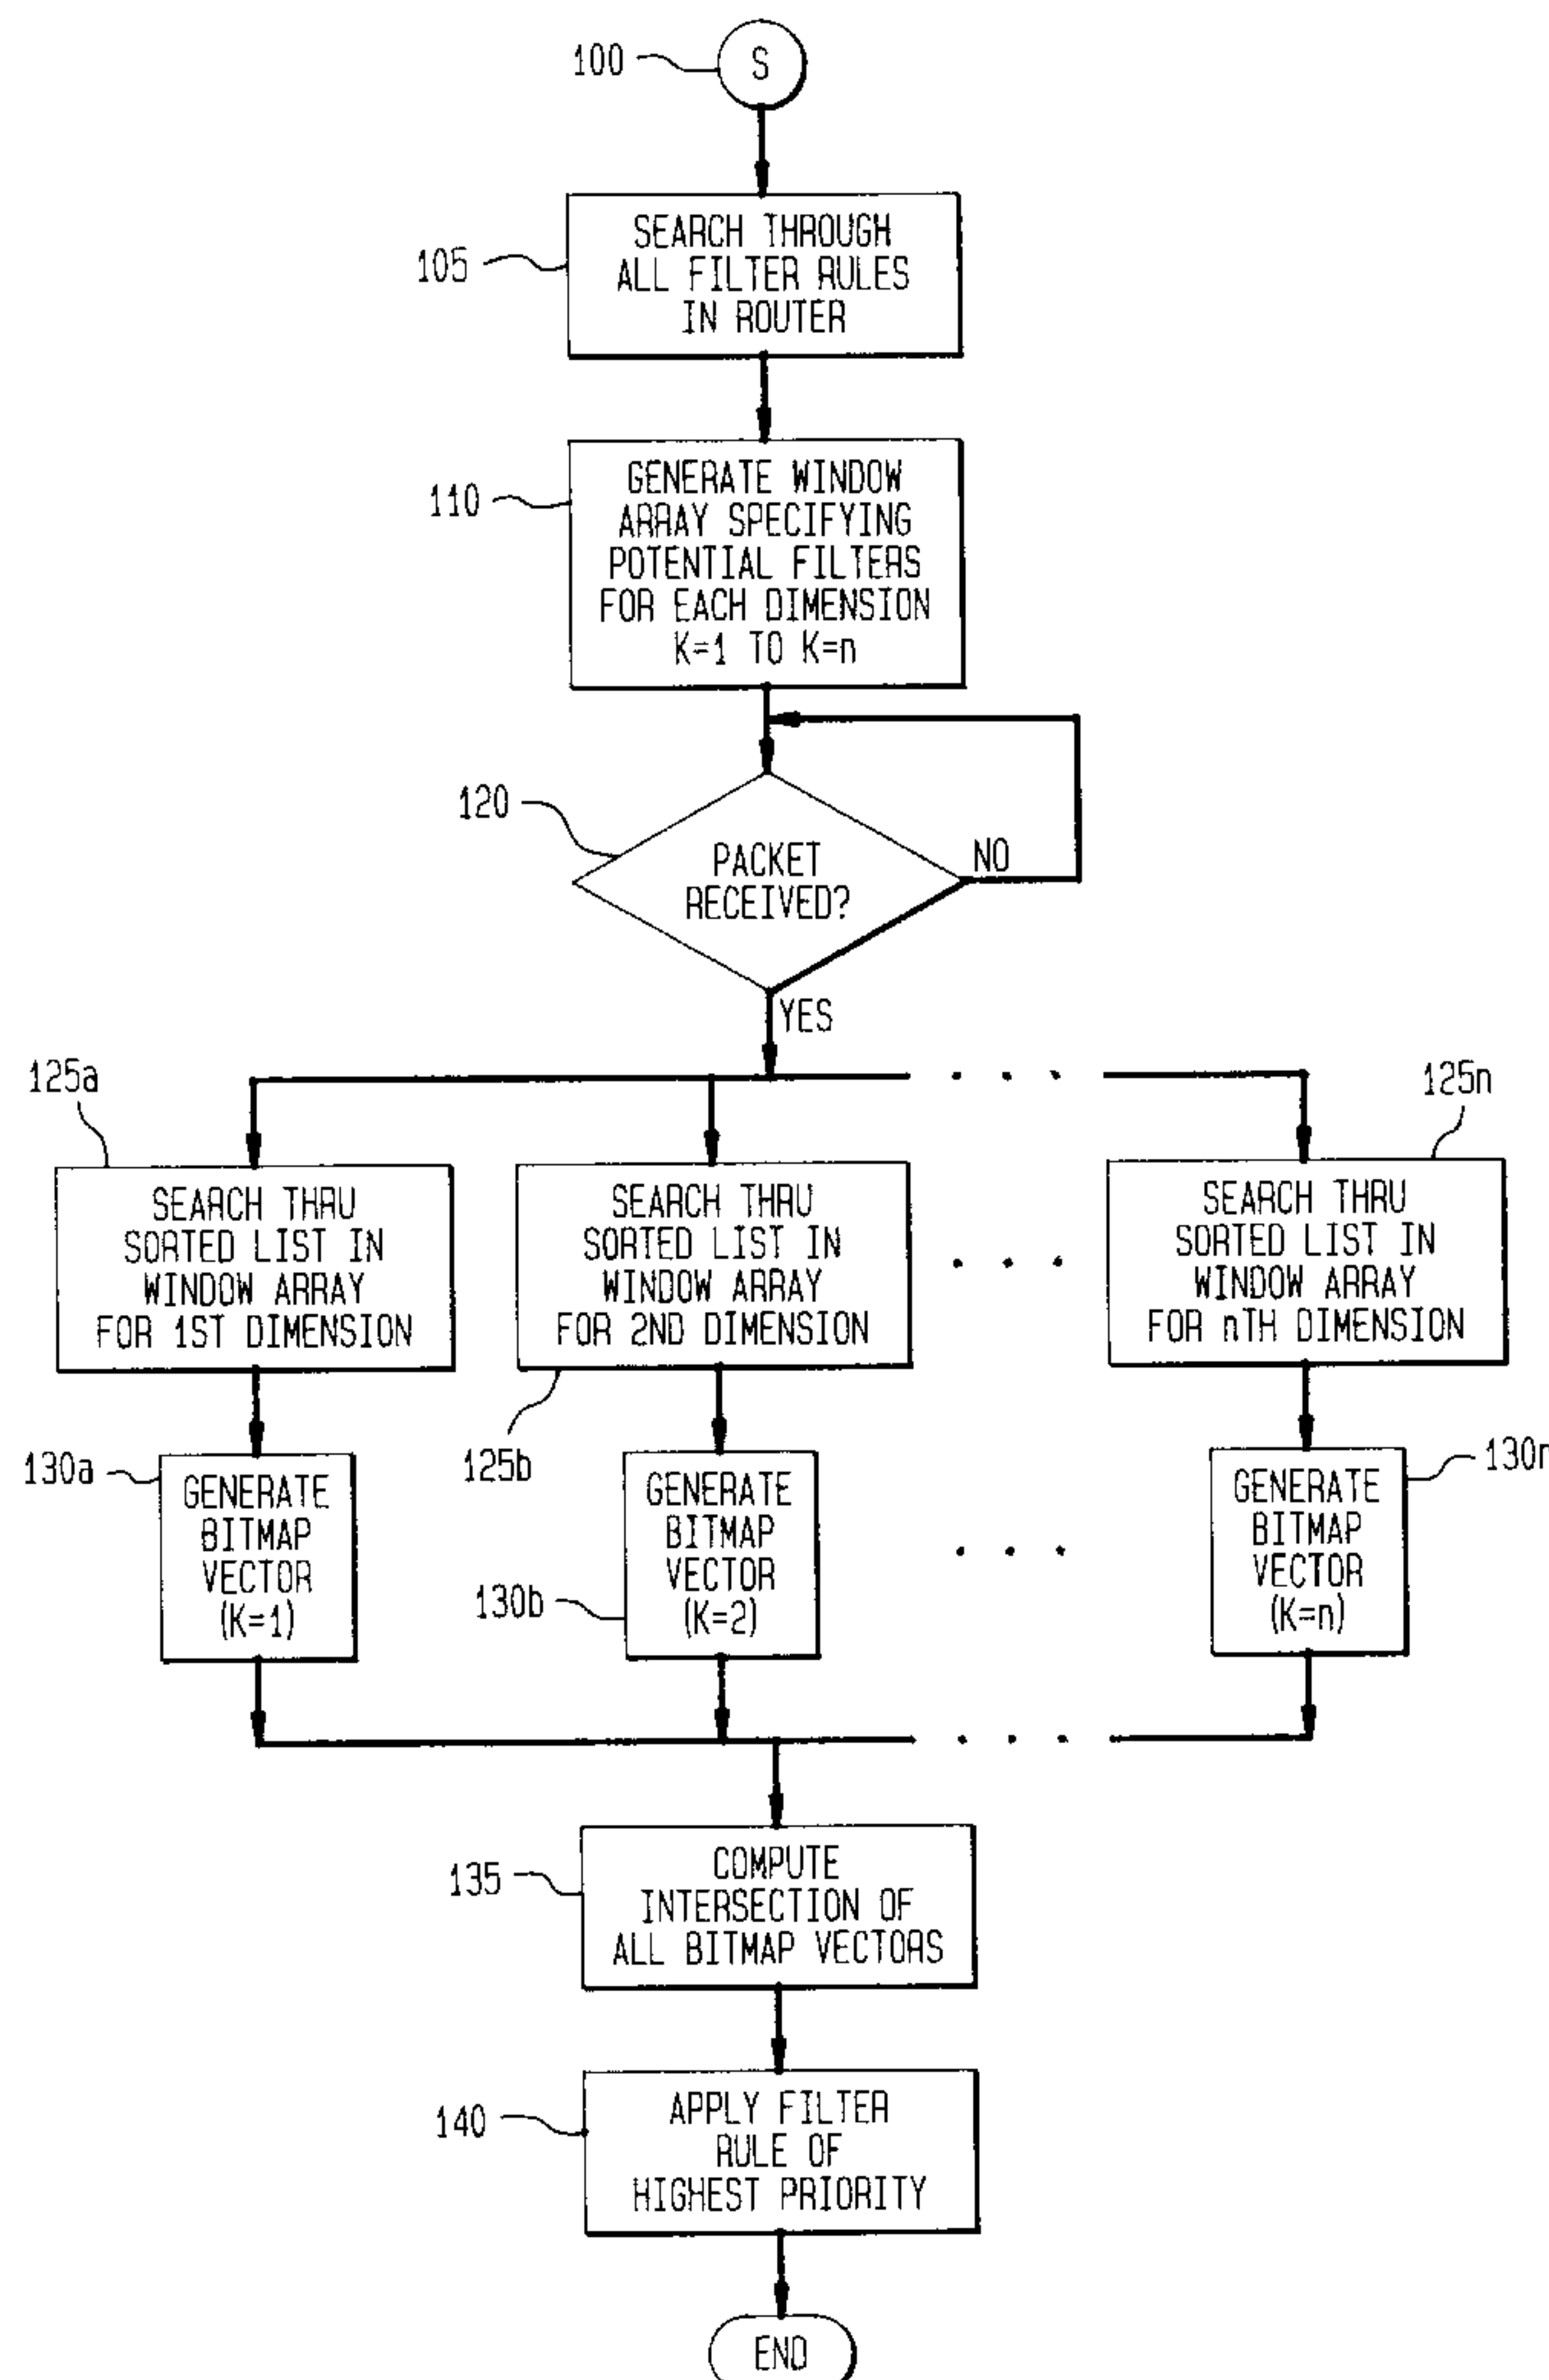 100
S
105
SEARCH THROUGH
ALL FILTER RULES
IN ROUTER
110
GENERATE WINDOW
ARRAY SPECIFYING
POTENTIAL FILTERS
FOR EACH DIMENSION
K=1 TO K=n
120
PACKET
RECEIVED?
NO
YES
125a
SEARCH THRU
SORTED LIST IN
WINDOW ARRAY
FOR 1ST DIMENSION
125b
SEARCH THRU
SORTED LIST IN
WINDOW ARRAY
FOR 2ND DIMENSION
125n
SEARCH THRU
SORTED LIST IN
WINDOW ARRAY
FOR nTH DIMENSION
130a
GENERATE
BITMAP
VECTOR
(K=1)
130b
GENERATE
BITMAP
VECTOR
(K=2)
130n
GENERATE
BITMAP
VECTOR
(K=n)
135
COMPUTE
INTERSECTION OF
ALL BITMAP VECTORS
140
APPLY FILTER
RULE OF
HIGHEST PRIORITY
END